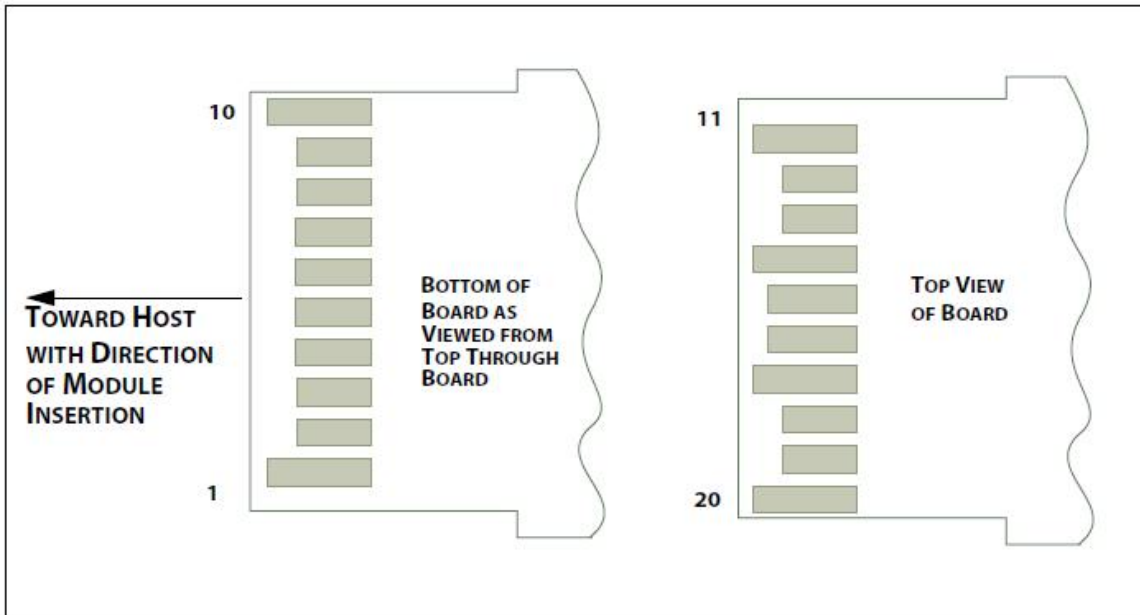 10
1
TOWARD HOST
WITH DIRECTION
OF MODULE
INSERTION
BOTTOM OF
BOARD AS
VIEWED FROM
TOP THROUGH
BOARD
11
20
TOP VIEW
OF BOARD